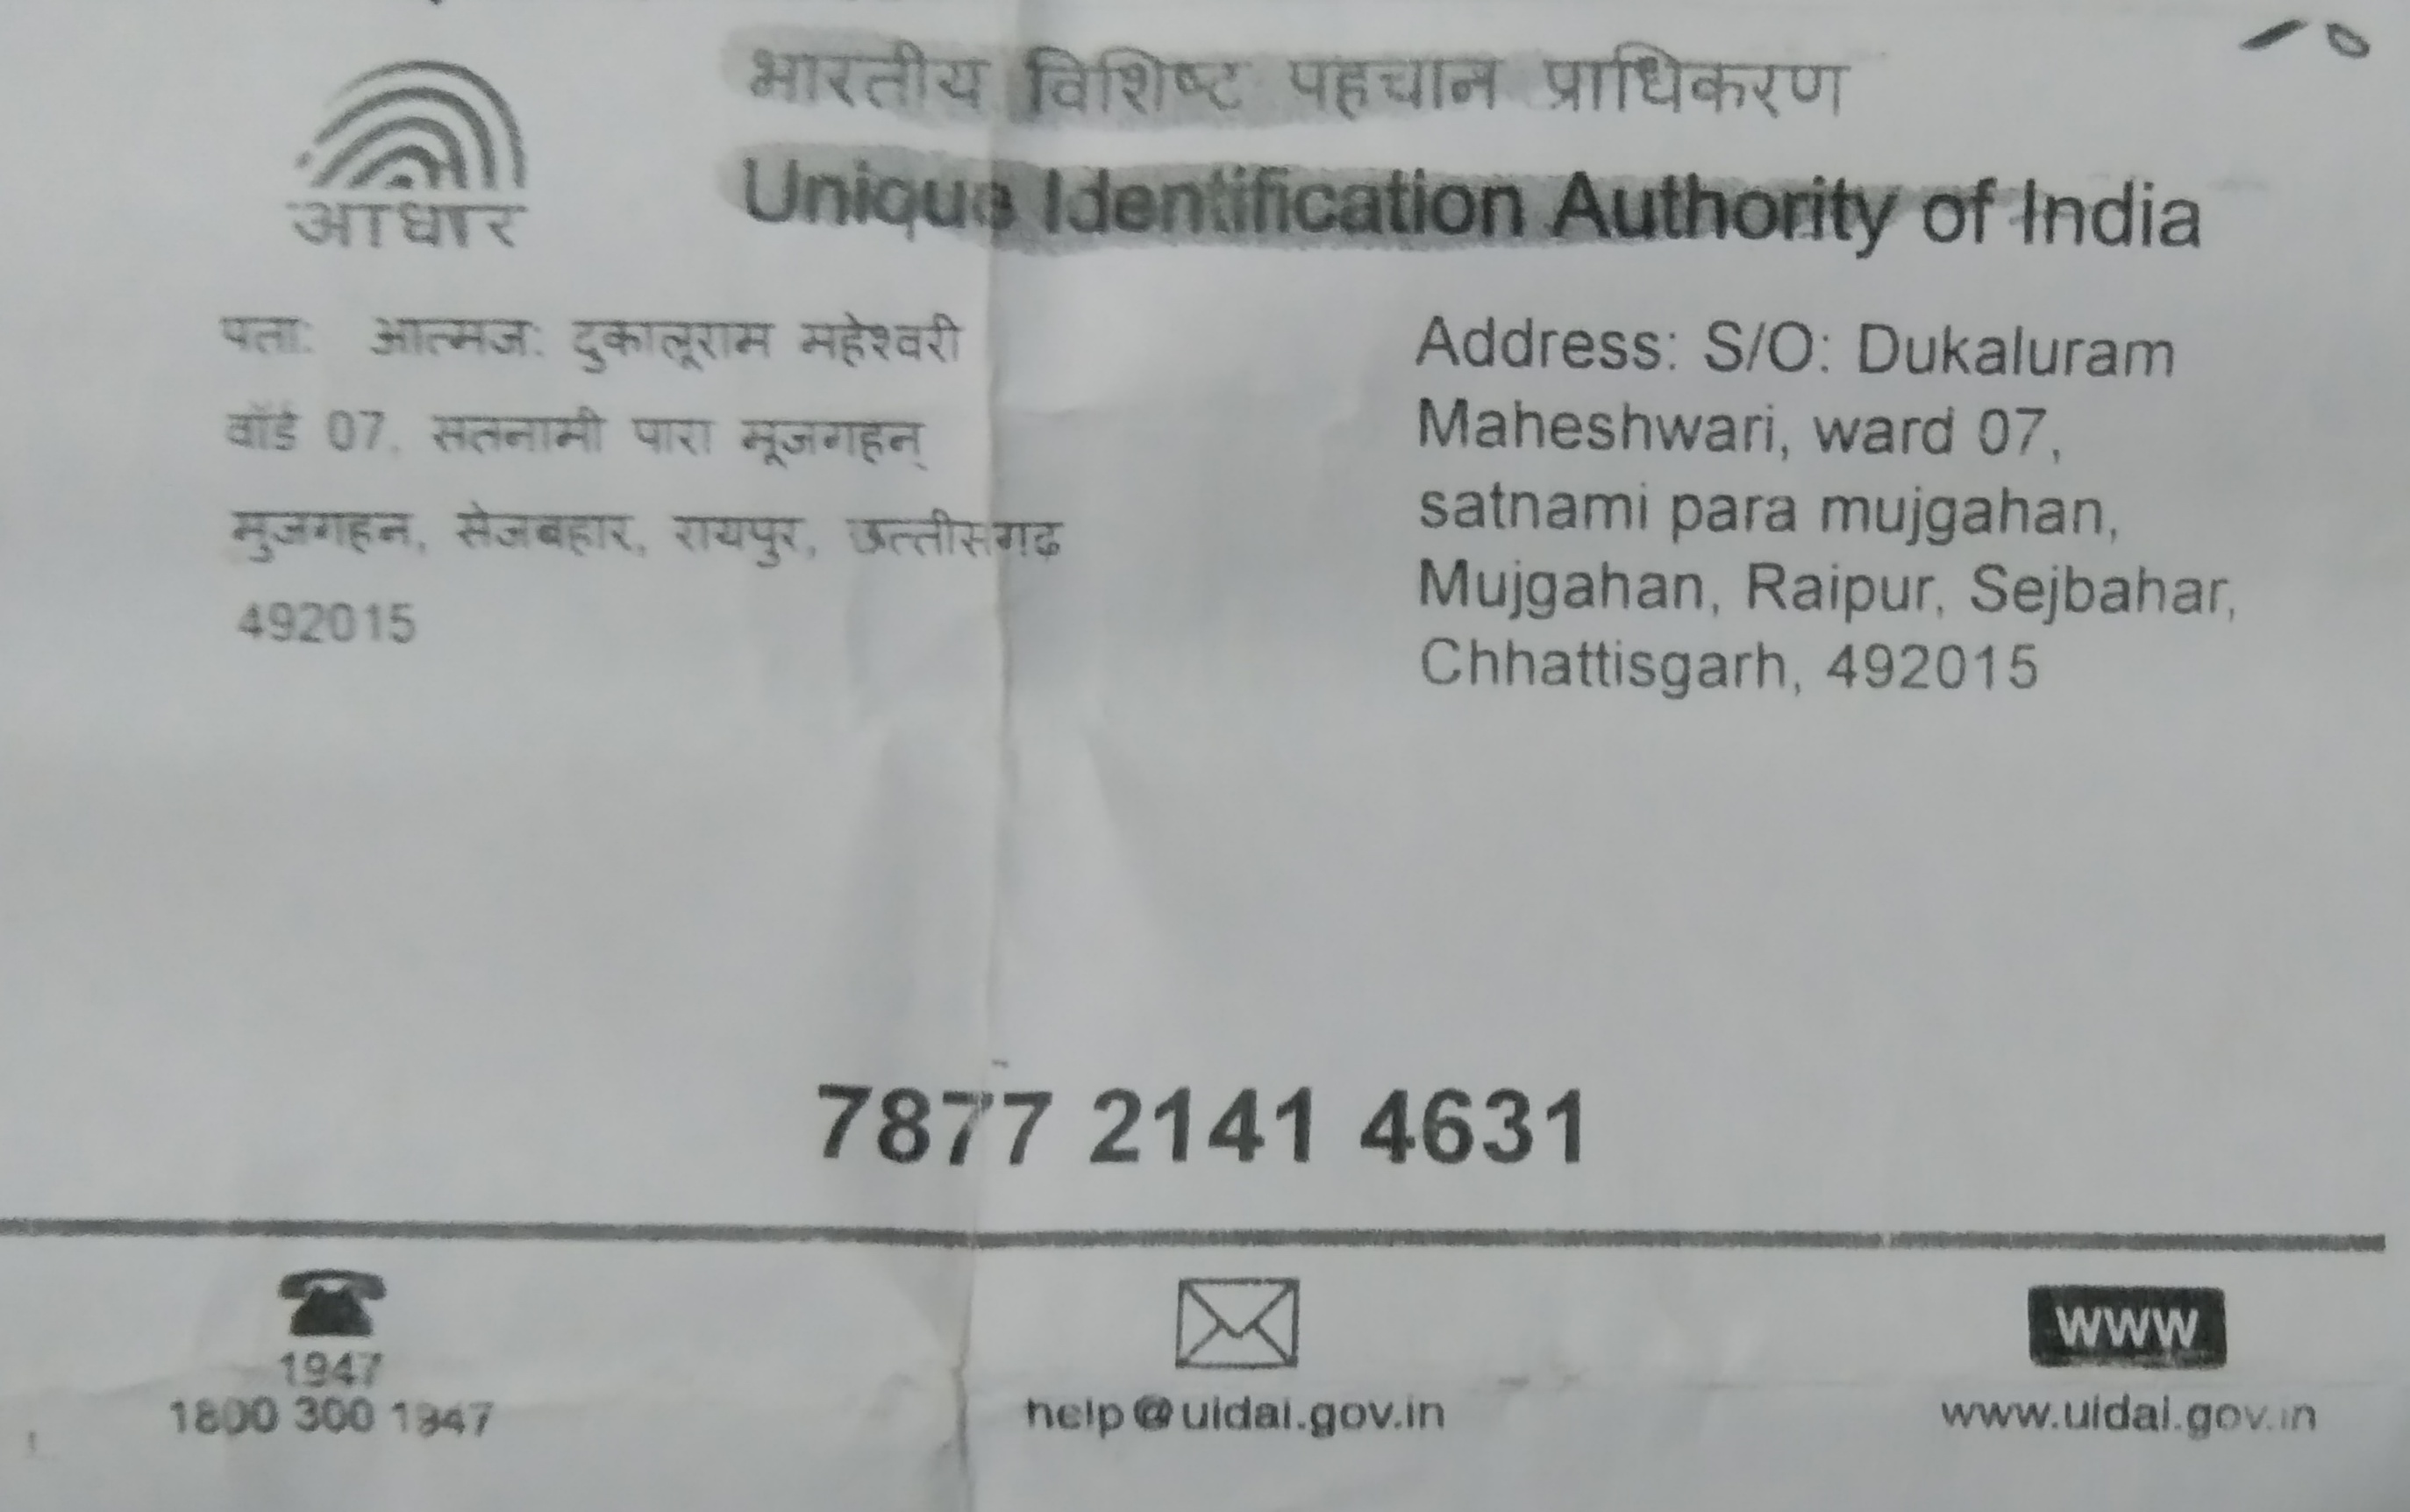 भारतीय विशिष्ट पहचान प्राधिकरण
Unique Identification Authority of India
आधार
पता: आत्मज: दुकालूराम महेश्वरी
वॉर्ड 07, सतनामी पारा मूजगहन्
मुजगहन, सेजबहार, रायपुर, छत्तीसगढ़
492015
Address: S/O: Dukaluram
Maheshwari, ward 07,
satnami para mujgahan,
Mujgahan, Raipur, Sejbahar,
Chhattisgarh, 492015
7877 2141 4631
1947
1800 300 1947
help@uidai.gov.in
www
www.uidai.gov.in